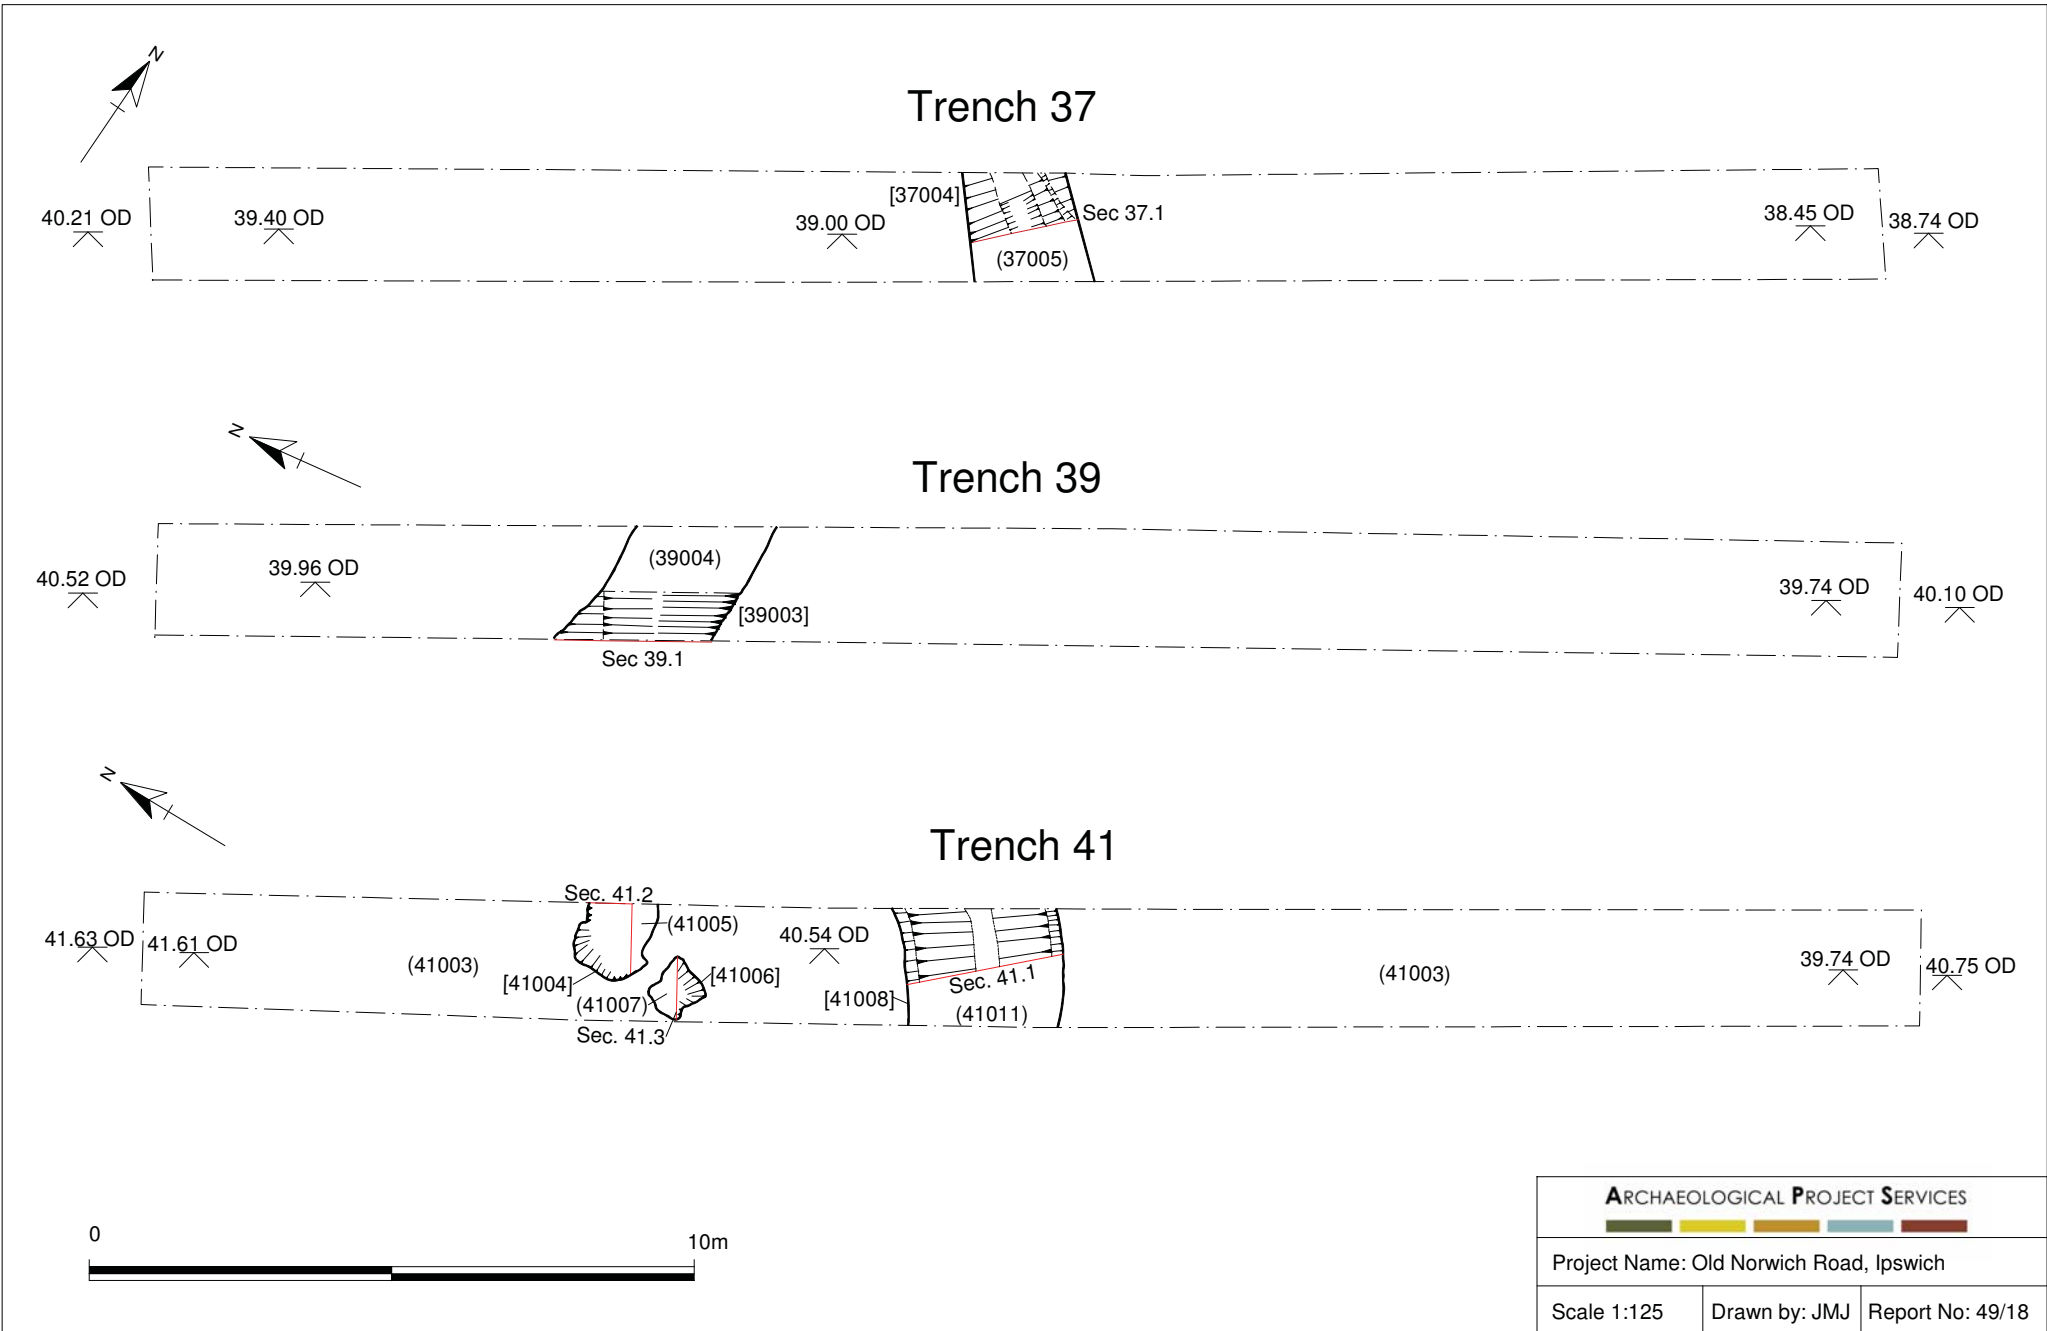 N
Trench 37
40.21 OD
39.40 OD
39.00 OD
[37004]
Sec 37.1
(37005)
38.45 OD
38.74 OD
N
Trench 39
40.52 OD
39.96 OD
(39004)
[39003]
Sec 39.1
39.74 OD
40.10 OD
N
Trench 41
41.63 OD
41.61 OD
(41003)
Sec. 41.2
(41005)
[41004]
(41007)
[41006]
Sec. 41.3
40.54 OD
[41008]
Sec. 41.1
(41011)
(41003)
39.74 OD
40.75 OD
0
10m
ARCHAEOLOGICAL PROJECT SERVICES
Project Name: Old Norwich Road, Ipswich
Scale 1:125
Drawn by: JMJ
Report No: 49/18